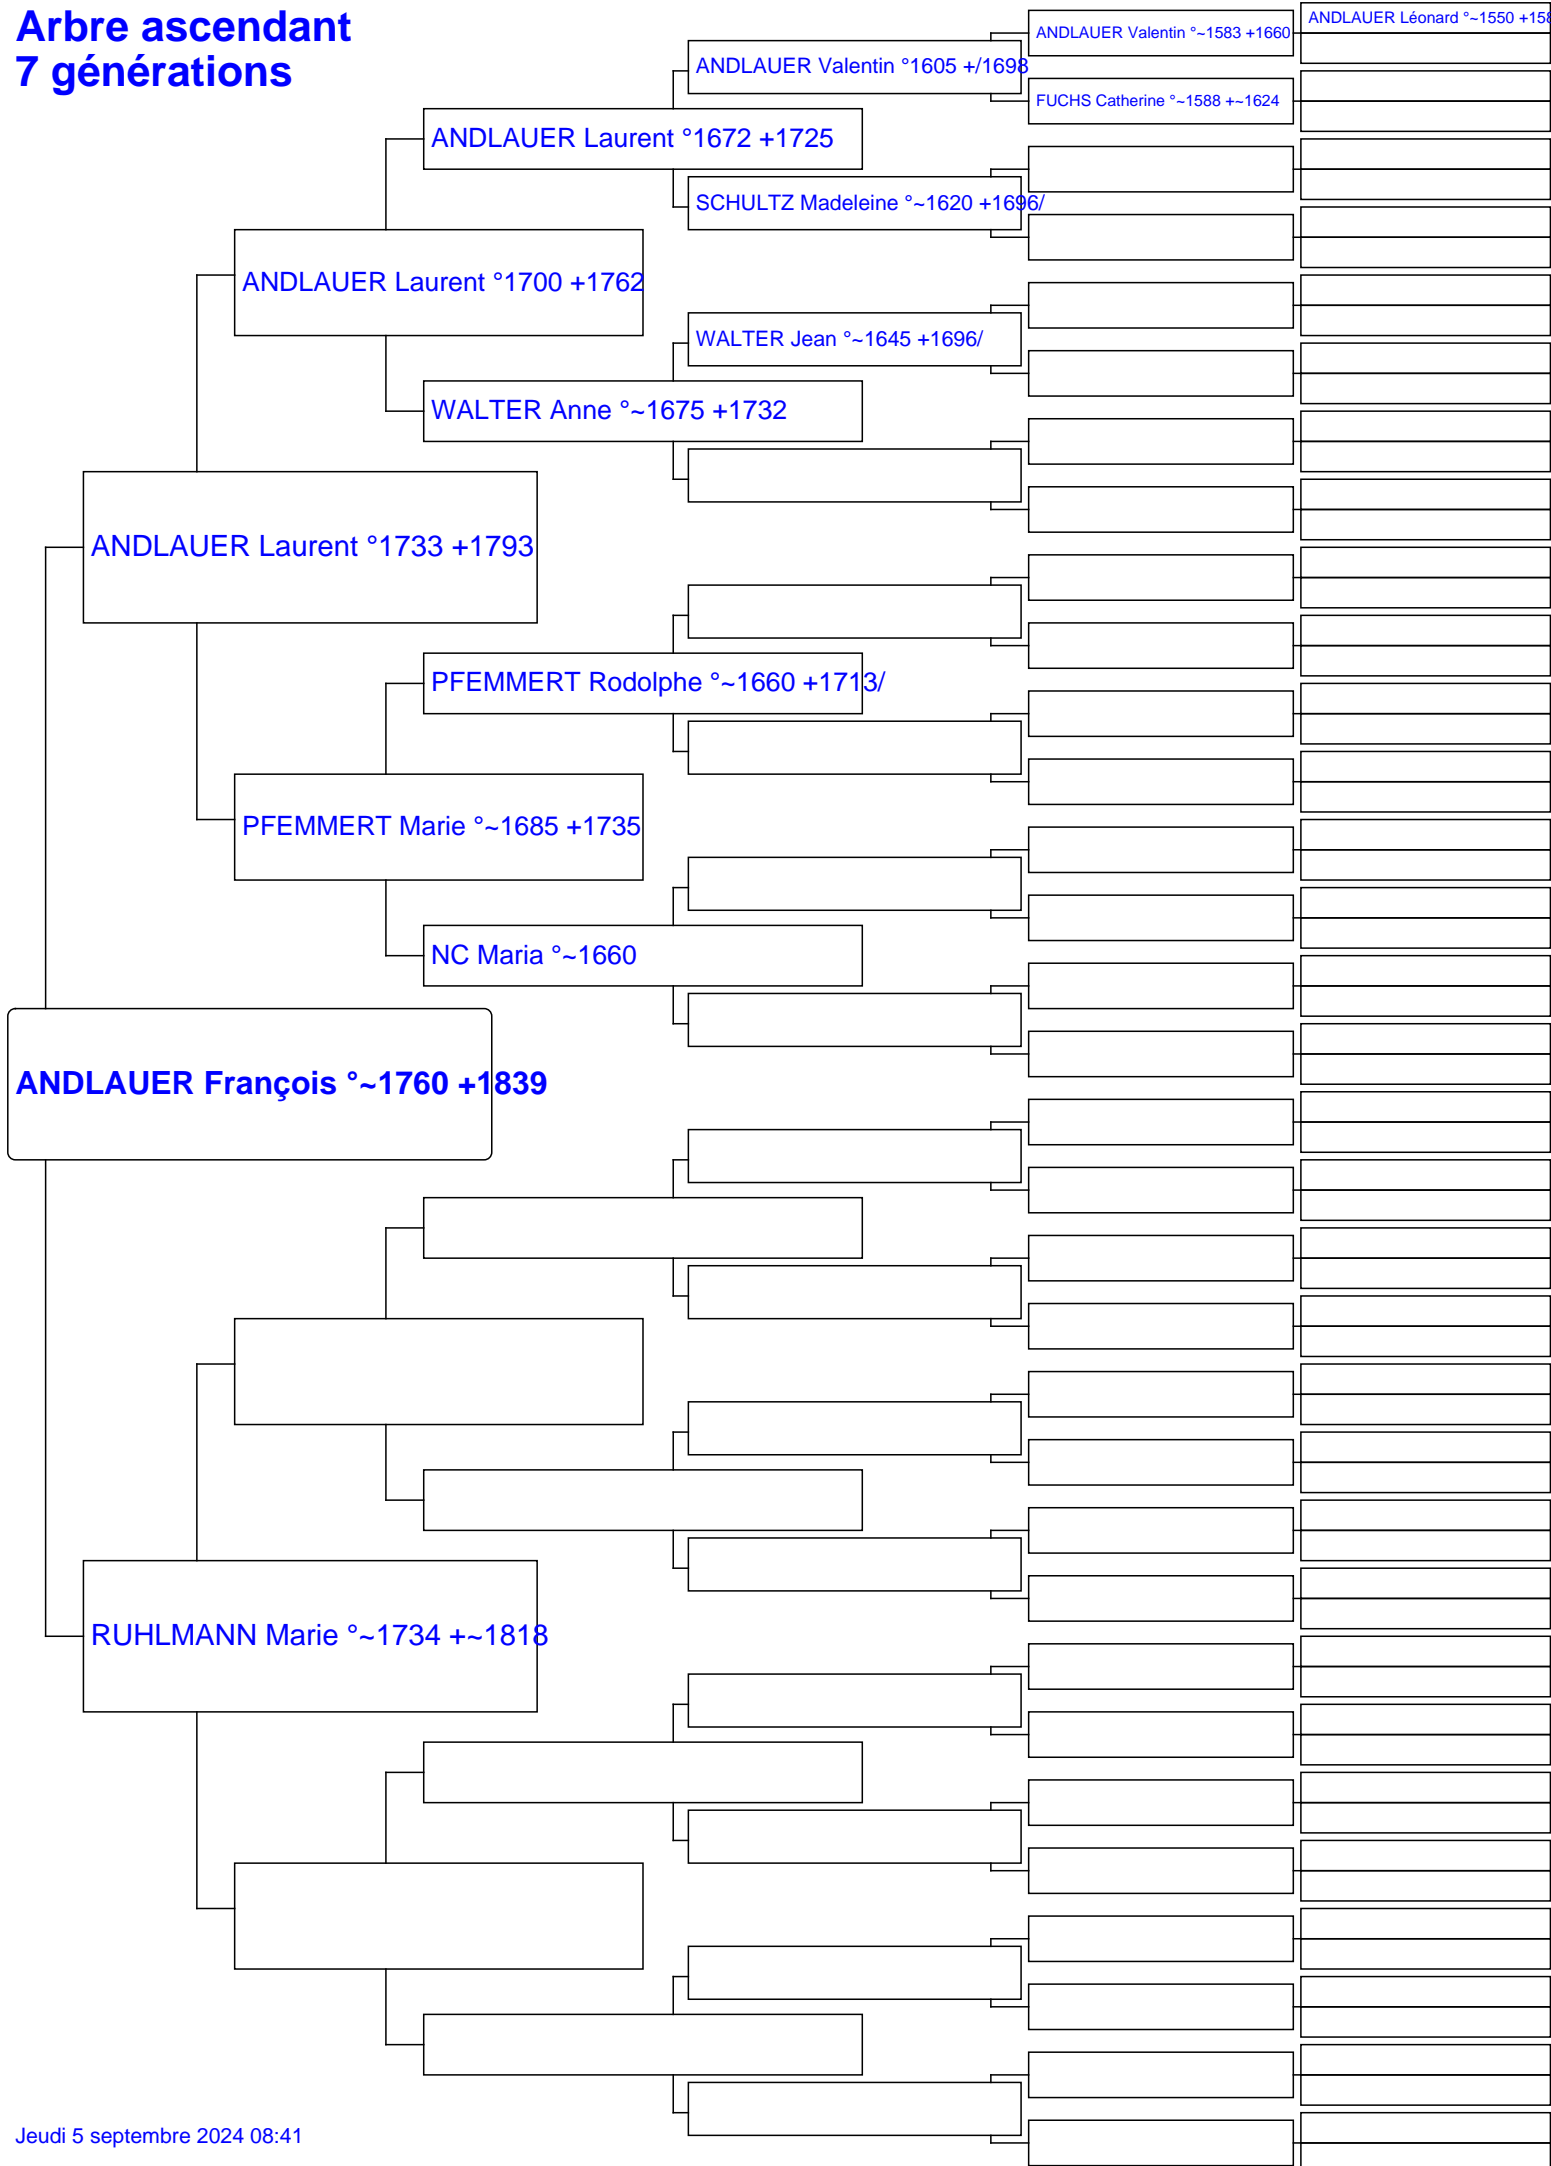 Arbre ascendant
7 générations
ANDLAUER Léonard °~1550 +158
ANDLAUER Valentin °~1583 +1660
ANDLAUER Valentin °1605 +/1698
FUCHS Catherine °~1588 +~1624
ANDLAUER Laurent °1672 +1725
SCHULTZ Madeleine °~1620 +1696/
ANDLAUER Laurent °1700 +1762
WALTER Jean °~1645 +1696/
WALTER Anne °~1675 +1732
ANDLAUER Laurent °1733 +1793
PFEMMERT Rodolphe °~1660 +1713/
PFEMMERT Marie °~1685 +1735
NC Maria °~1660
ANDLAUER François °~1760 +1839
RUHLMANN Marie °~1734 +~1818
Jeudi 5 septembre 2024 08:41